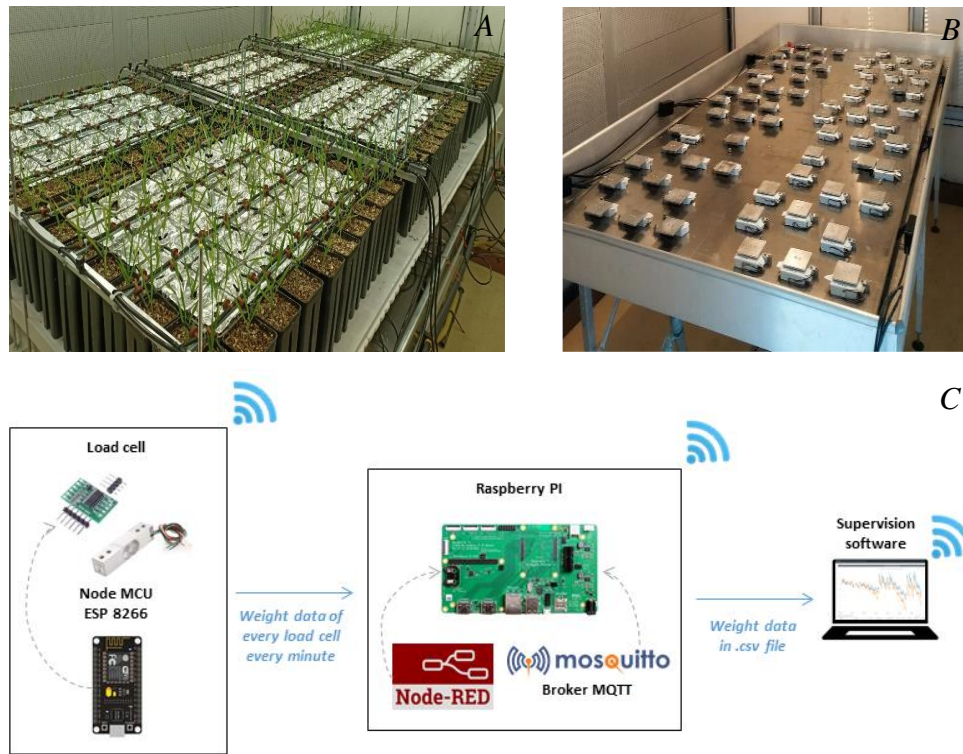 A
B
C
Load cell
Node MCU
ESP 8266
Weight data of
every load cell
every minute
Raspberry PI
Node-RED
mosquitto
Broker MQTT
Weight data
in .csv file
Supervision
software